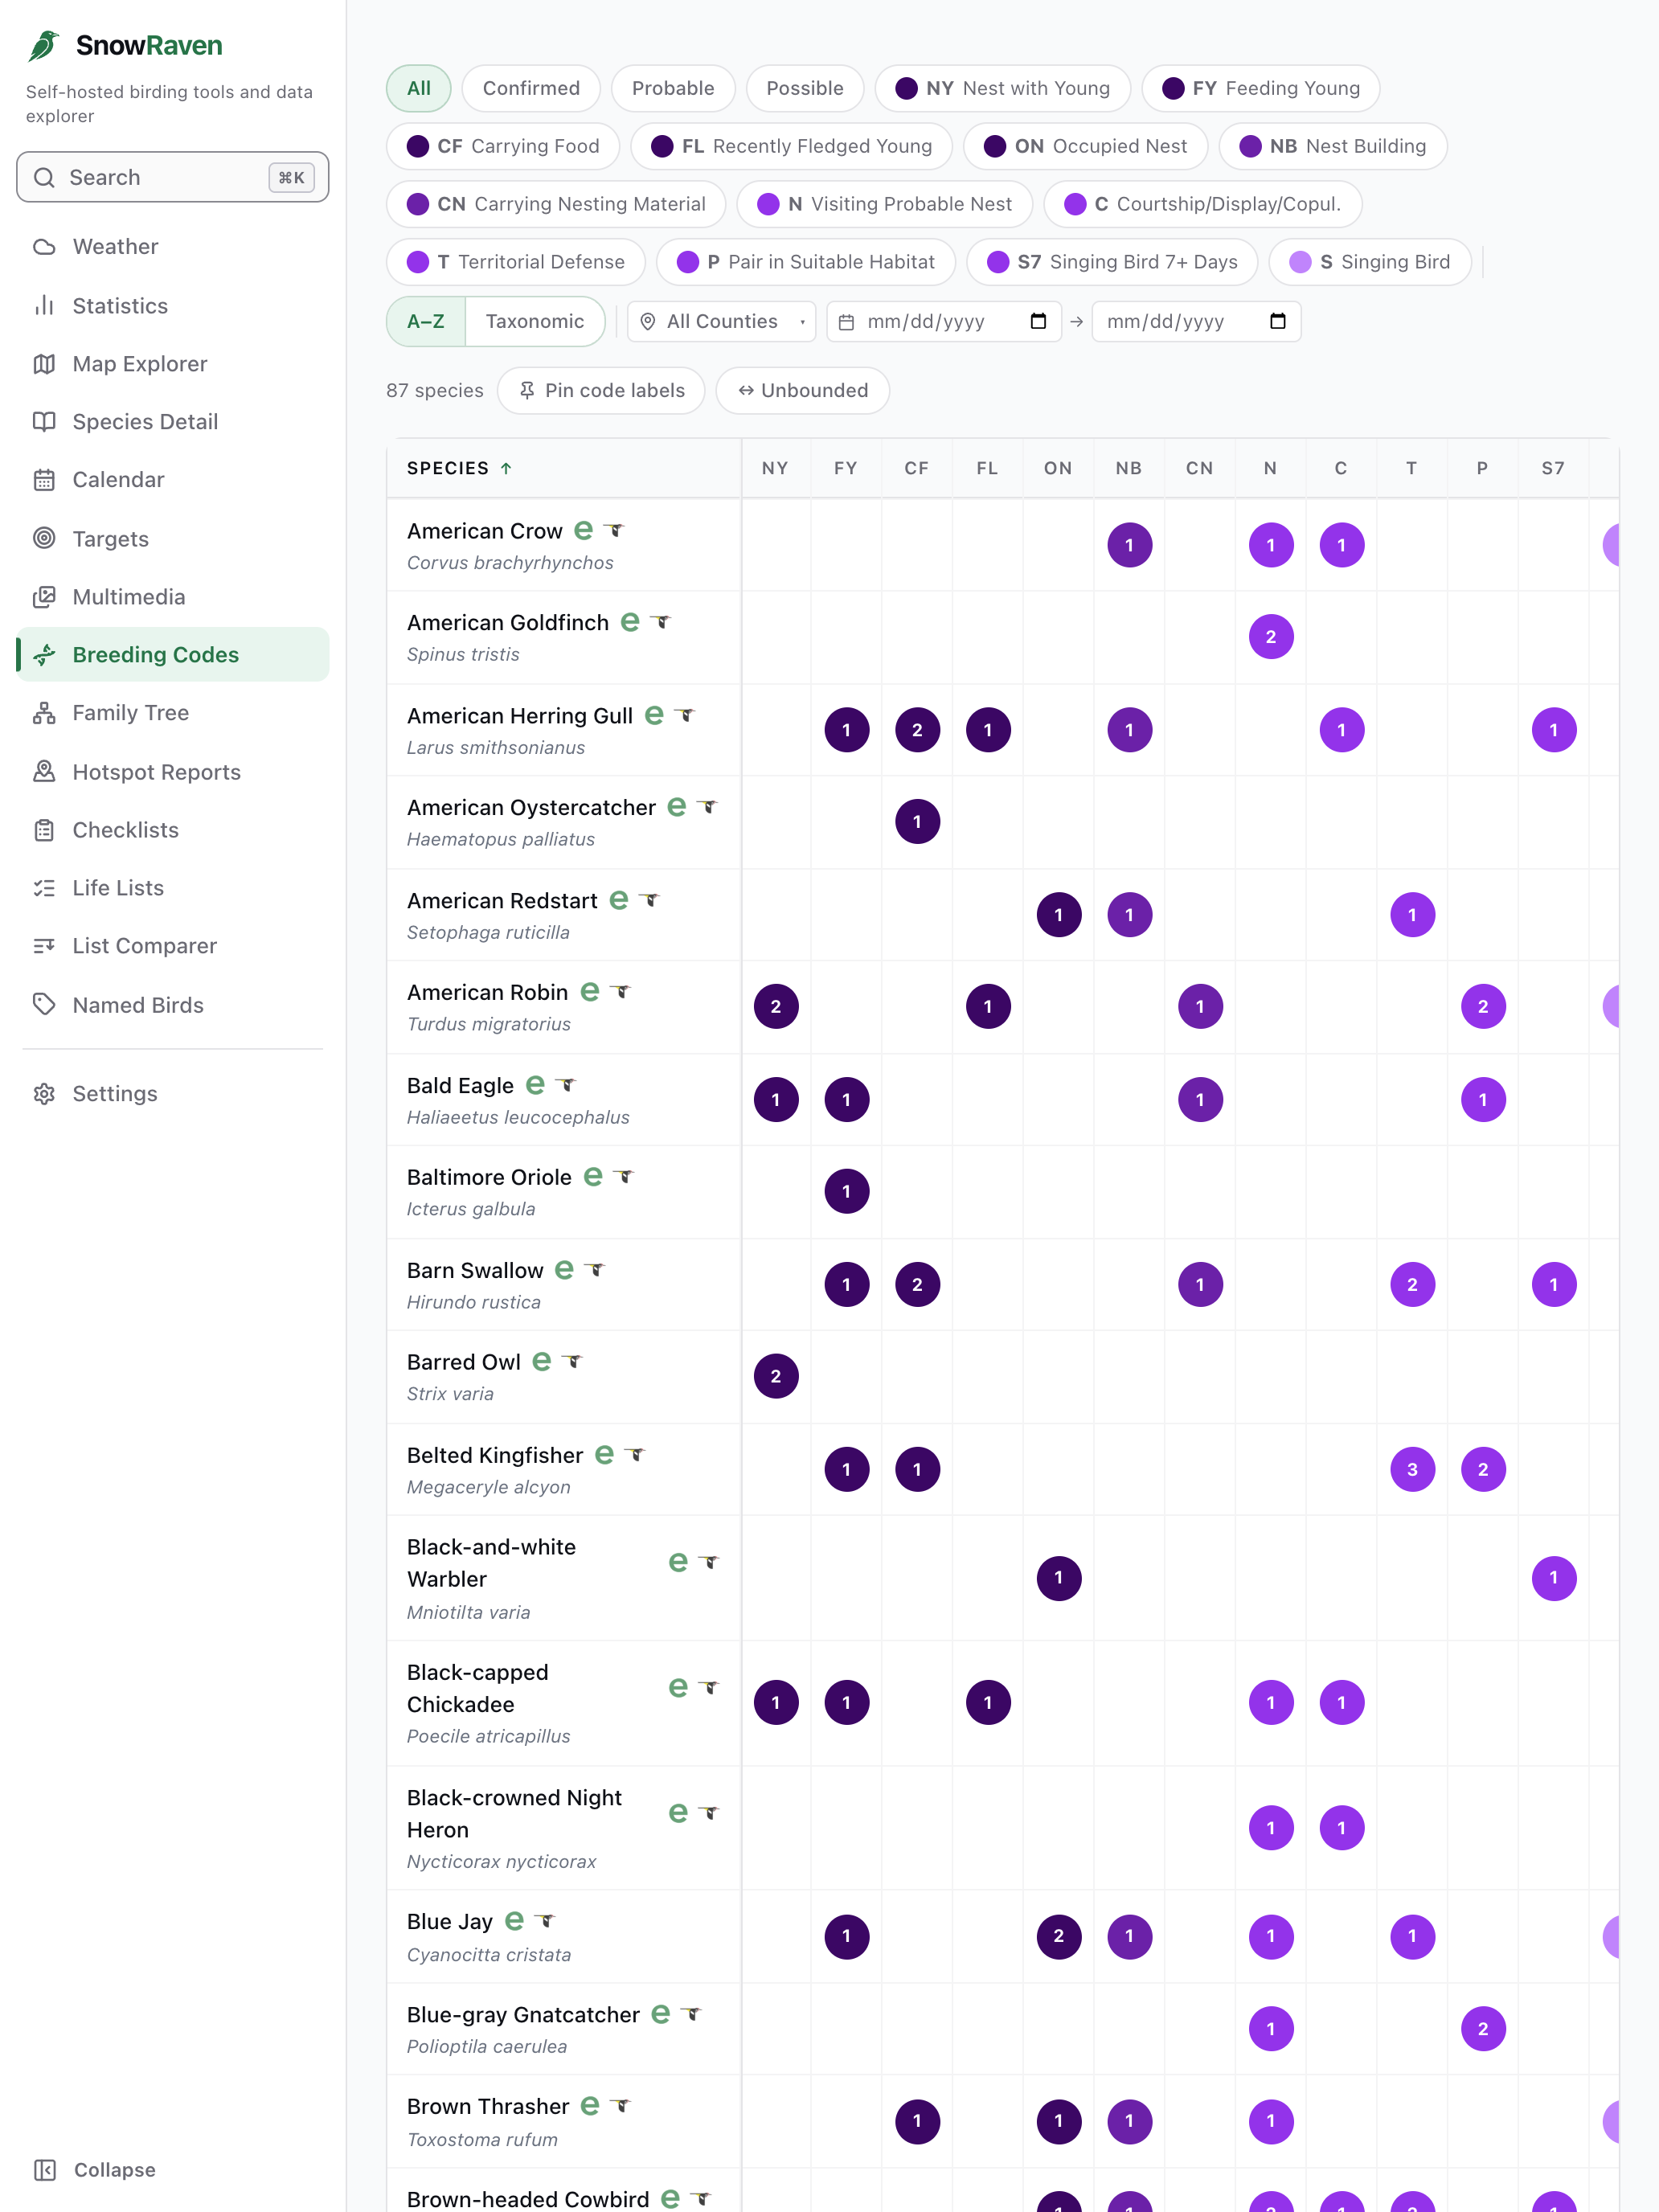 SnowRaven
Self-hosted birding tools and data
explorer
Search ⌘K
Weather
Statistics
Map Explorer
Species Detail
Calendar
Targets
Multimedia
Breeding Codes
Family Tree
Hotspot Reports
Checklists
Life Lists
List Comparer
Named Birds
Settings
Collapse
All Confirmed Probable Possible NY Nest with Young FY Feeding Young
CF Carrying Food FL Recently Fledged Young ON Occupied Nest NB Nest Building
CN Carrying Nesting Material N Visiting Probable Nest C Courtship/Display/Copul.
T Territorial Defense P Pair in Suitable Habitat S7 Singing Bird 7+ Days S Singing Bird
A–Z Taxonomic All Counties mm/dd/yyyy → mm/dd/yyyy
87 species Pin code labels ↔ Unbounded
SPECIES ↑ NY FY CF FL ON NB CN N C T P S7
American Crow e 1 1 1
Corvus brachyrhynchos
American Goldfinch e 2
Spinus tristis
American Herring Gull e 1 2 1 1 1 1
Larus smithsonianus
American Oystercatcher e 1
Haematopus palliatus
American Redstart e 1 1 1
Setophaga ruticilla
American Robin e 2 1 1 2
Turdus migratorius
Bald Eagle e 1 1 1 1
Haliaeetus leucocephalus
Baltimore Oriole e 1
Icterus galbula
Barn Swallow e 1 2 1 2 1
Hirundo rustica
Barred Owl e 2
Strix varia
Belted Kingfisher e 1 1 3 2
Megaceryle alcyon
Black-and-white
Warbler e 1 1
Mniotilta varia
Black-capped
Chickadee e 1 1 1 1 1
Poecile atricapillus
Black-crowned Night
Heron e 1 1
Nycticorax nycticorax
Blue Jay e 1 2 1 1 1
Cyanocitta cristata
Blue-gray Gnatcatcher e 1 2
Polioptila caerulea
Brown Thrasher e 1 1 1 1
Toxostoma rufum
Brown-headed Cowbird e